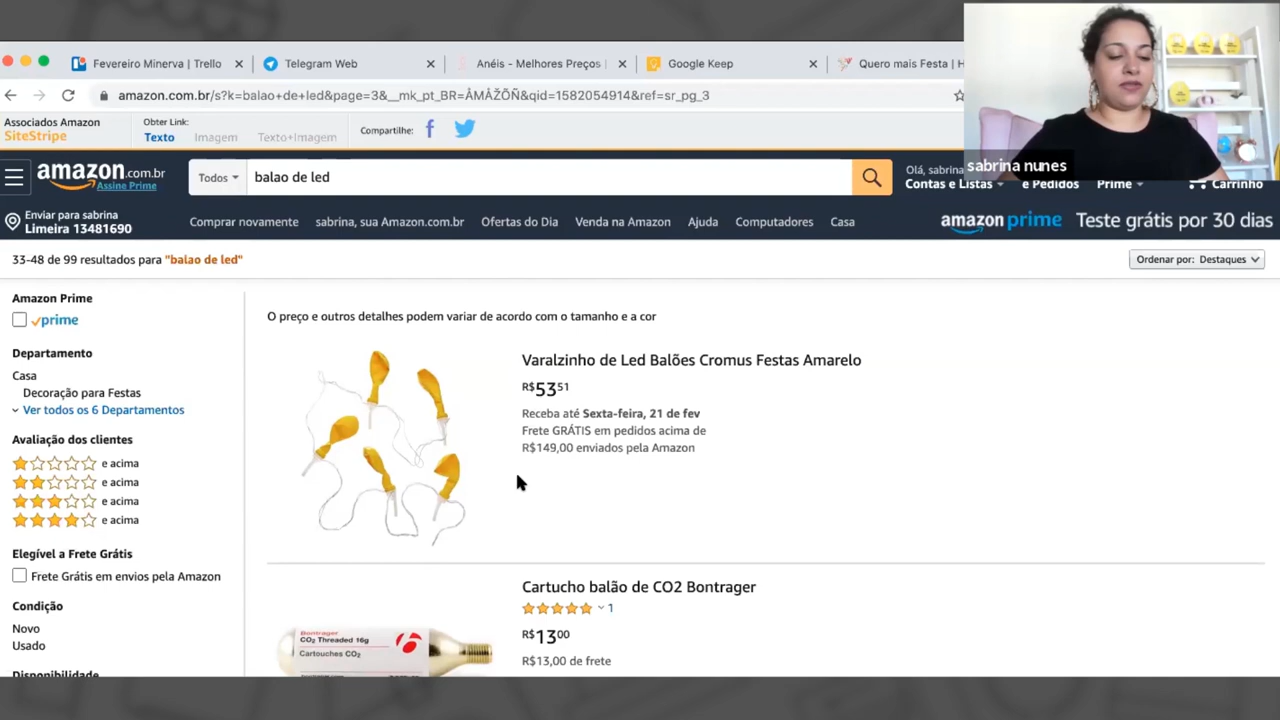 Fevereiro Minerva | Trello
Telegram Web
Anéis - Melhores Preços |
Google Keep
Quero mais Festa | H
amazon.com.br/s?k=balao+de+led&page=3&__mk_pt_BR=ÅMÅŽÕÑ&qid=1582054914&ref=sr_pg_3
Associados Amazon
SiteStripe
Obter Link:
Texto
Imagem
Texto+Imagem
Compartilhe:
sabrina nunes
amazon.com.br
Assine Prime
Todos
balao de led
Olá, sabrina
Contas e Listas
e Pedidos
Prime
Carrinho
Enviar para sabrina
Limeira 13481690
Comprar novamente
sabrina, sua Amazon.com.br
Ofertas do Dia
Venda na Amazon
Ajuda
Computadores
Casa
amazon prime
Teste grátis por 30 dias
33-48 de 99 resultados para "balao de led"
Ordenar por: Destaques
Amazon Prime
prime
Departamento
Casa
Decoração para Festas
Ver todos os 6 Departamentos
Avaliação dos clientes
e acima
e acima
e acima
e acima
Elegível a Frete Grátis
Frete Grátis em envios pela Amazon
Condição
Novo
Usado
Disponibilidade
O preço e outros detalhes podem variar de acordo com o tamanho e a cor
Varalzinho de Led Balões Cromus Festas Amarelo
R$53 51
Receba até Sexta-feira, 21 de fev
Frete GRÁTIS em pedidos acima de
R$149,00 enviados pela Amazon
Cartucho balão de CO2 Bontrager
1
R$13 00
R$13,00 de frete
Bontrager
CO2 Threaded 16g
Cartouches CO₂